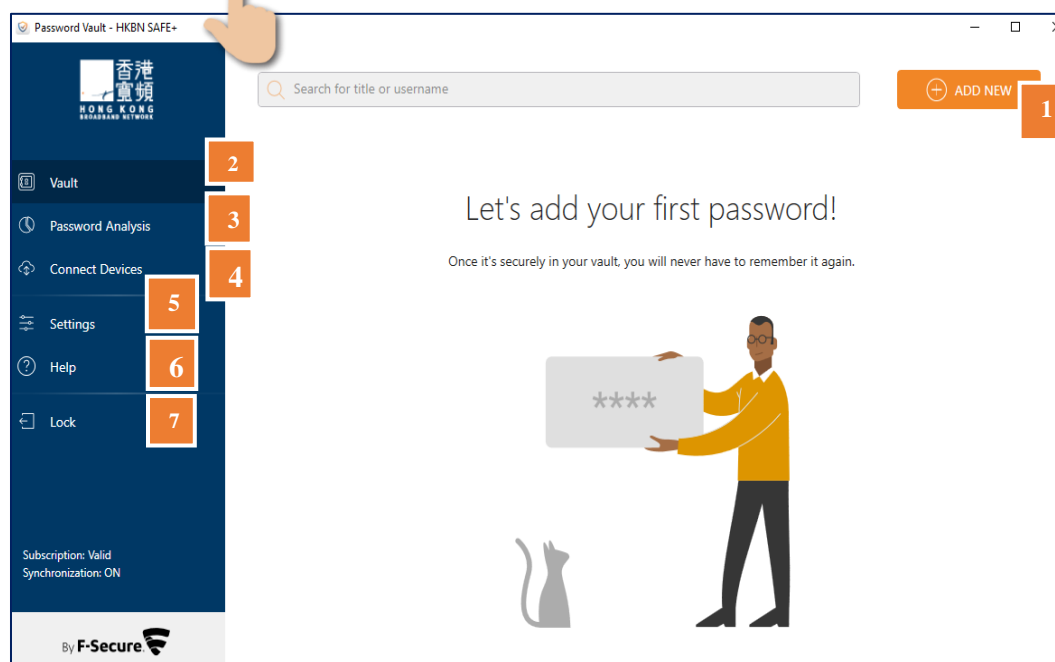 Password Vault - HKBN SAFE+
香港
寬頻
HONG KONG
BROADBAND NETWORK
Search for title or username
ADD NEW
1
2
Vault
3
Password Analysis
4
Connect Devices
5
Settings
6
Help
7
Lock
Let's add your first password!
Once it's securely in your vault, you will never have to remember it again.
****
Subscription: Valid
Synchronization: ON
By F-Secure.